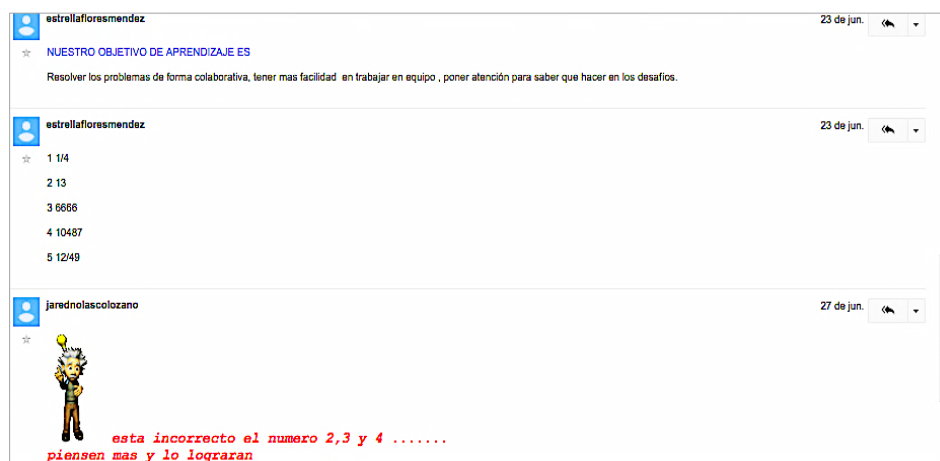 estrellafloresmendez
23 de jun.
NUESTRO OBJETIVO DE APRENDIZAJE ES
Resolver los problemas de forma colaborativa, tener mas facilidad en trabajar en equipo , poner atención para saber que hacer en los desafios.
estrellafloresmendez
23 de jun.
1 1/4
2 13
3 6666
4 10487
5 12/49
jarednolascolozano
27 de jun.
esta incorrecto el numero 2,3 y 4 .......
piensen mas y lo lograran